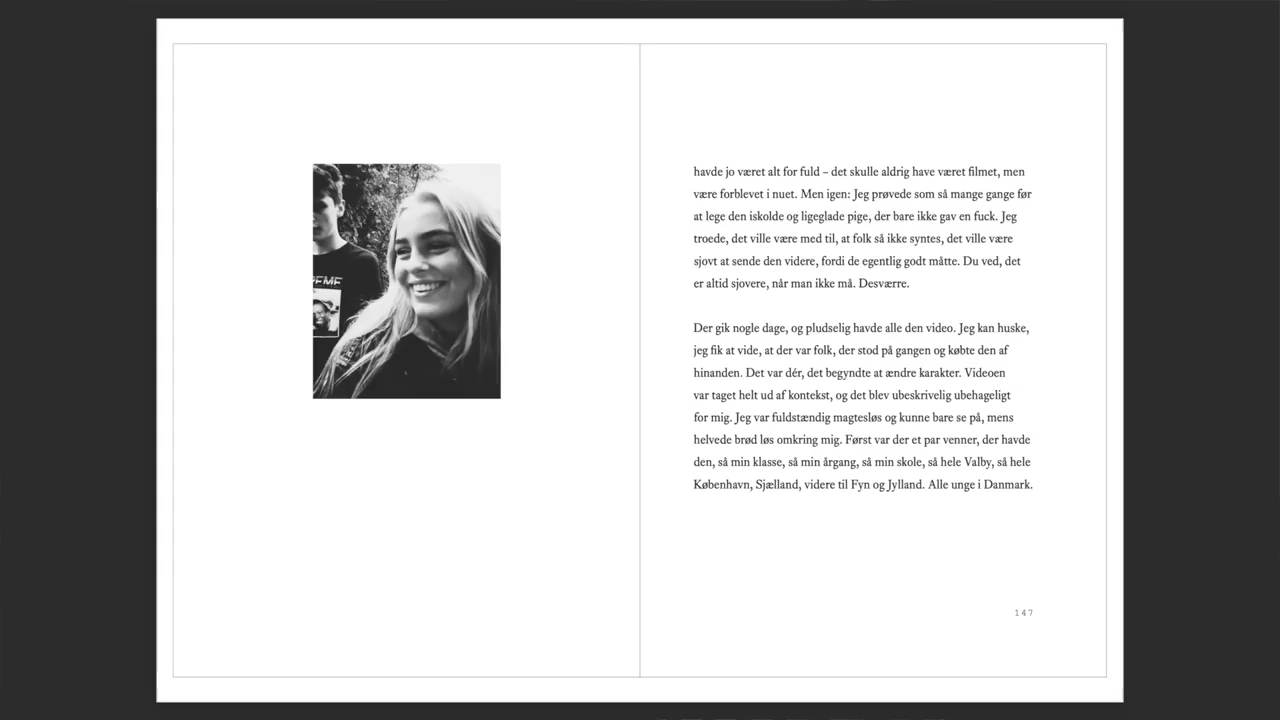 EME
havde jo været alt for fuld – det skulle aldrig have været filmet, men
være forblevet i nuet. Men igen: Jeg prøvede som så mange gange før
at lege den iskolde og ligeglade pige, der bare ikke gav en fuck. Jeg
troede, det ville være med til, at folk så ikke syntes, det ville være
sjovt at sende den videre, fordi de egentlig godt måtte. Du ved, det
er altid sjovere, når man ikke må. Desværre.
Der gik nogle dage, og pludselig havde alle den video. Jeg kan huske,
jeg fik at vide, at der var folk, der stod på gangen og købte den af
hinanden. Det var dér, det begyndte at ændre karakter. Videoen
var taget helt ud af kontekst, og det blev ubeskrivelig ubehageligt
for mig. Jeg var fuldstændig magtesløs og kunne bare se på, mens
helvede brød løs omkring mig. Først var der et par venner, der havde
den, så min klasse, så min årgang, så min skole, så hele Valby, så hele
København, Sjælland, videre til Fyn og Jylland. Alle unge i Danmark.
147